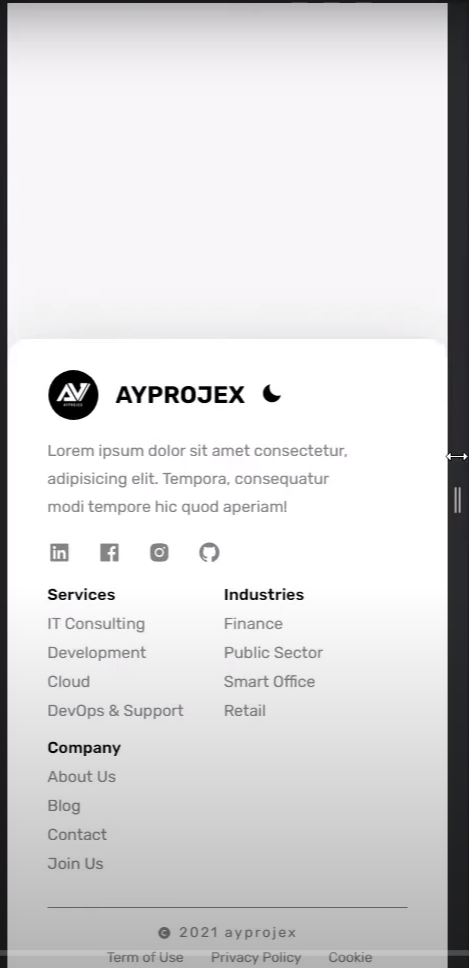 AYPROJEX
Lorem ipsum dolor sit amet consectetur,
adipisicing elit. Tempora, consequatur
modi tempore hic quod aperiam!
Services
IT Consulting
Development
Cloud
DevOps & Support
Industries
Finance
Public Sector
Smart Office
Retail
Company
About Us
Blog
Contact
Join Us
© 2021 ayprojex
Term of Use Privacy Policy Cookie